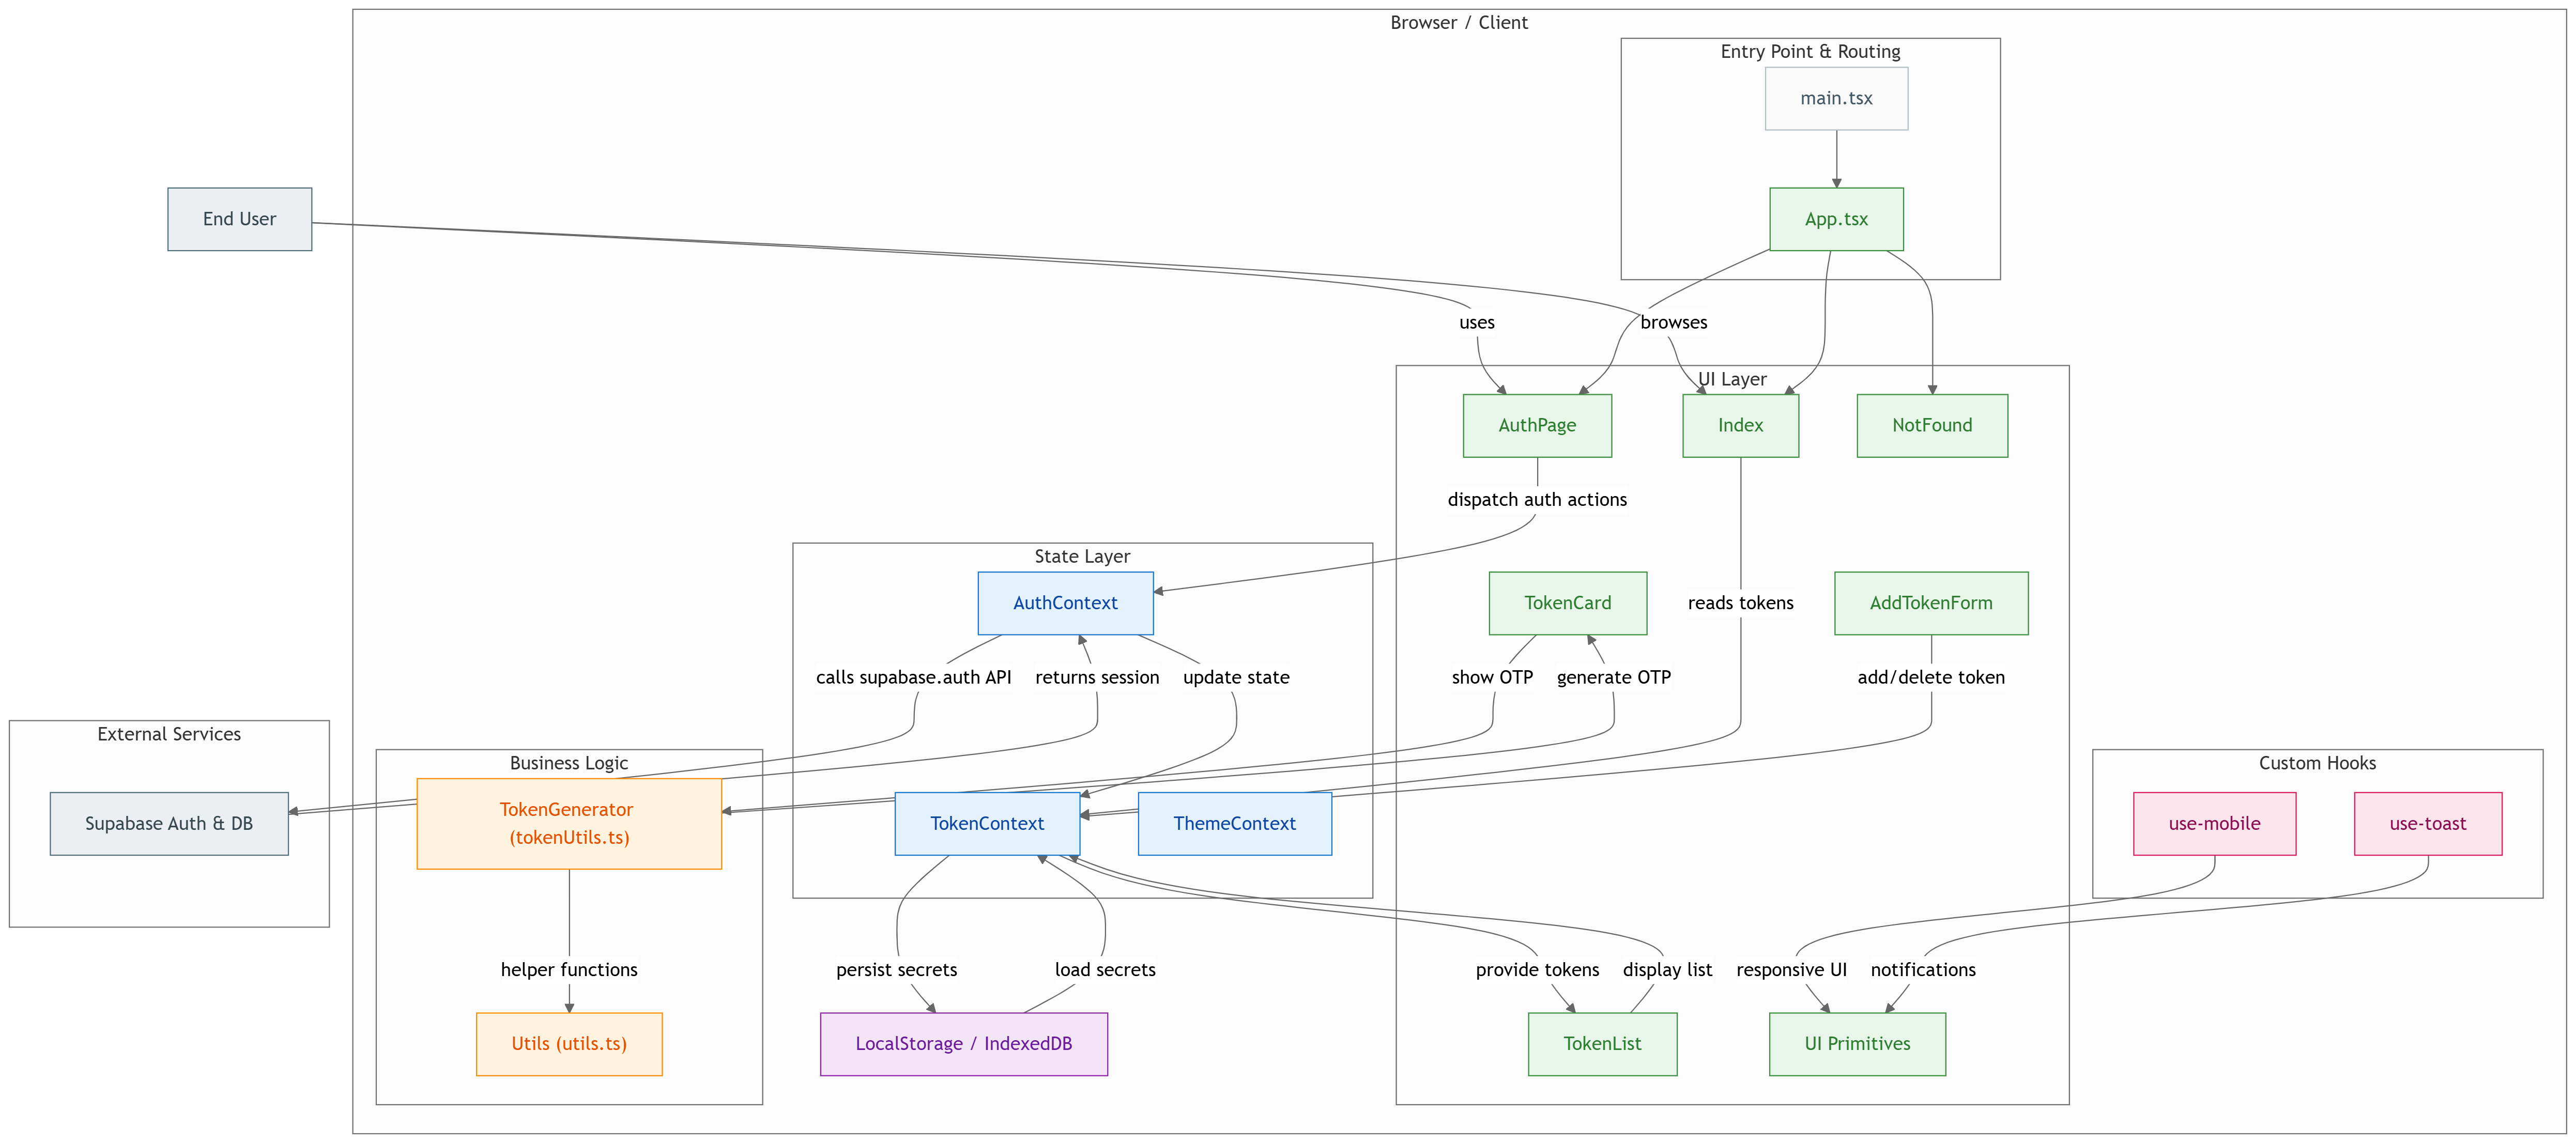 Browser / Client
Entry Point & Routing
main.tsx
End User
App.tsx
uses
browses
UI Layer
AuthPage
Index
NotFound
dispatch auth actions
State Layer
AuthContext
TokenCard
reads tokens
AddTokenForm
calls supabase.auth API
returns session
update state
show OTP
generate OTP
add/delete token
External Services
Supabase Auth & DB
Business Logic
TokenGenerator
(tokenUtils.ts)
TokenContext
ThemeContext
Custom Hooks
use-mobile
use-toast
helper functions
persist secrets
load secrets
provide tokens
display list
responsive UI
notifications
Utils (utils.ts)
LocalStorage / IndexedDB
TokenList
UI Primitives